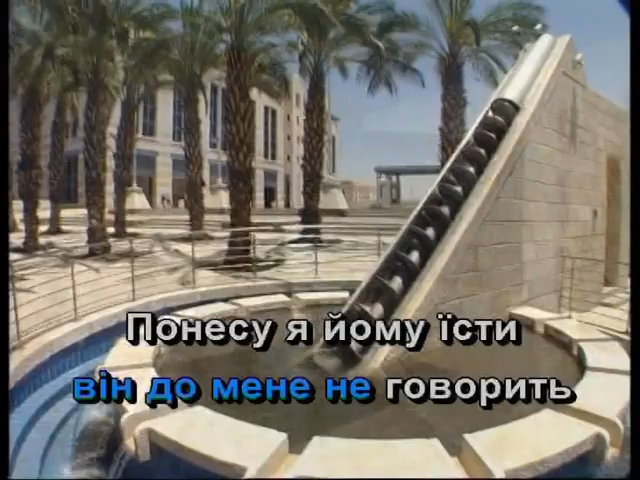 Понесу я йому їсти
він до мене не говорить